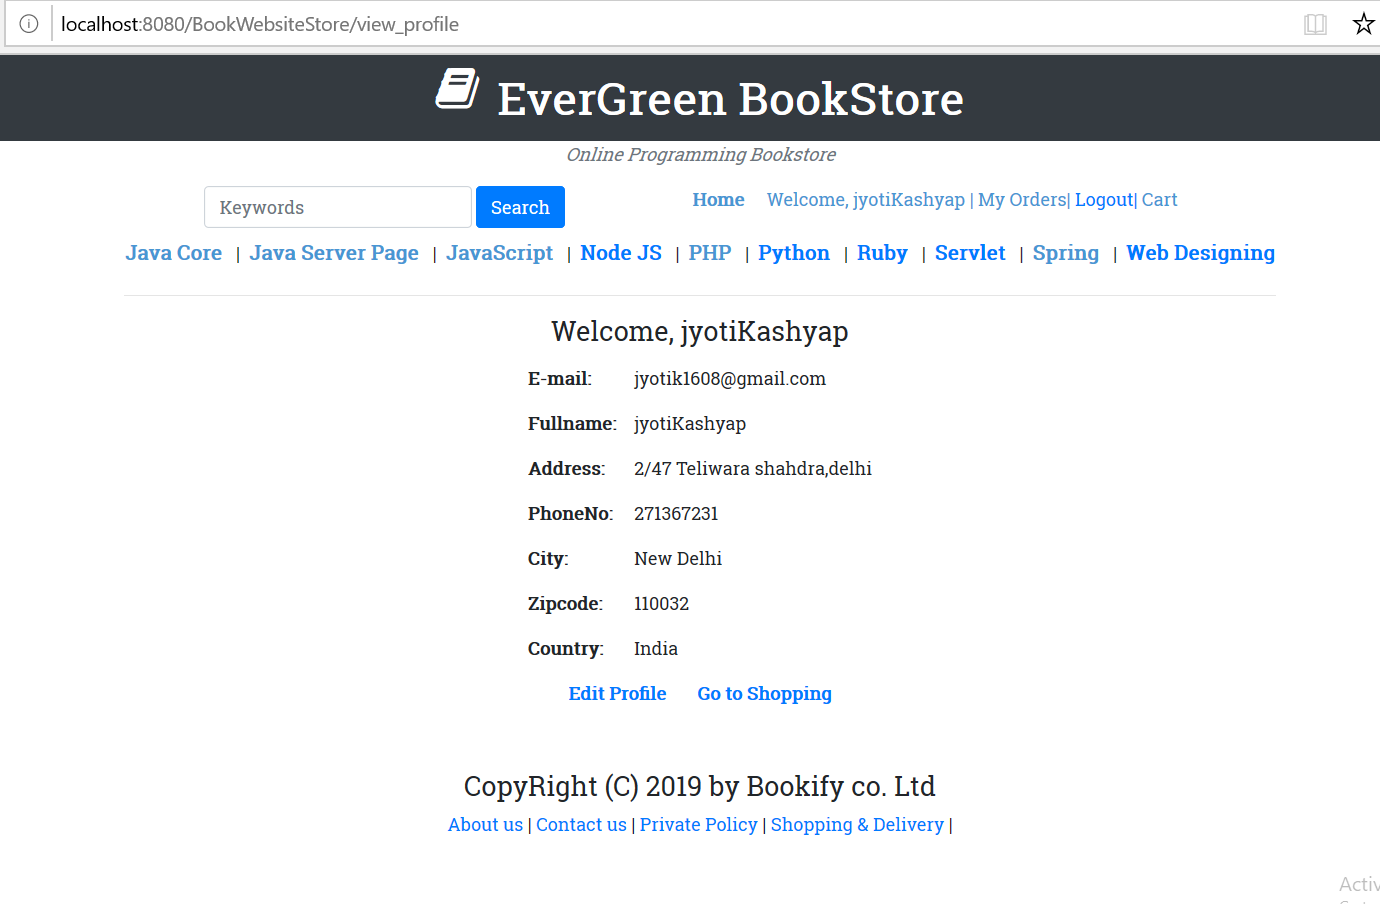 localhost:8080/BookWebsiteStore/view_profile
EverGreen BookStore
Online Programming Bookstore
Keywords Search Home Welcome, jyotiKashyap | My Orders| Logout| Cart
Java Core | Java Server Page | JavaScript | Node JS | PHP | Python | Ruby | Servlet | Spring | Web Designing
Welcome, jyotiKashyap
E-mail: jyotik1608@gmail.com
Fullname: jyotiKashyap
Address: 2/47 Teliwara shahdra,delhi
PhoneNo: 271367231
City: New Delhi
Zipcode: 110032
Country: India
Edit Profile Go to Shopping
CopyRight (C) 2019 by Bookify co. Ltd
About us | Contact us | Private Policy | Shopping & Delivery |
Activ